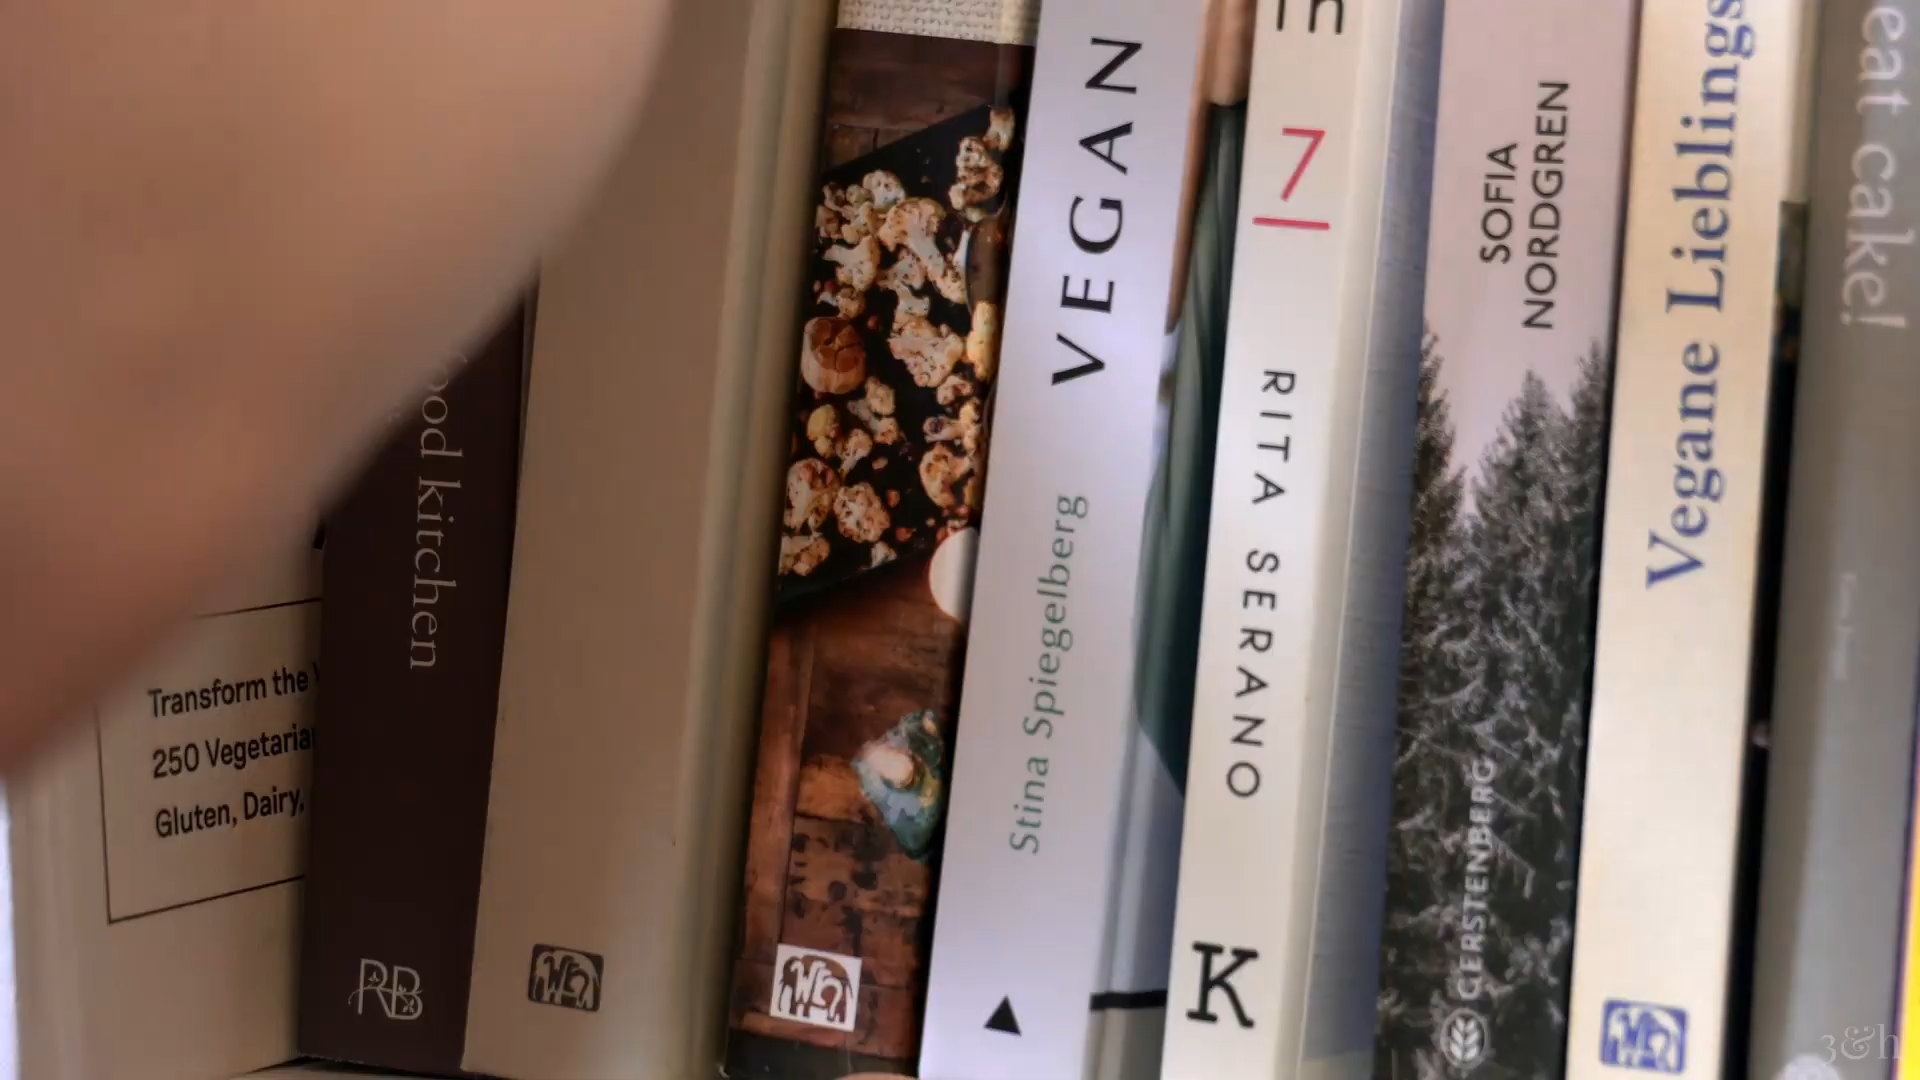 Transform the
250 Vegetaria
Gluten, Dairy,
ood kitchen
RB
VEGAN
Stina Spiegelberg
7
RITA SERANO
K
SOFIA
NORDGREN
GERSTENBERG
Vegane Lieblings
eat cake!
3&h